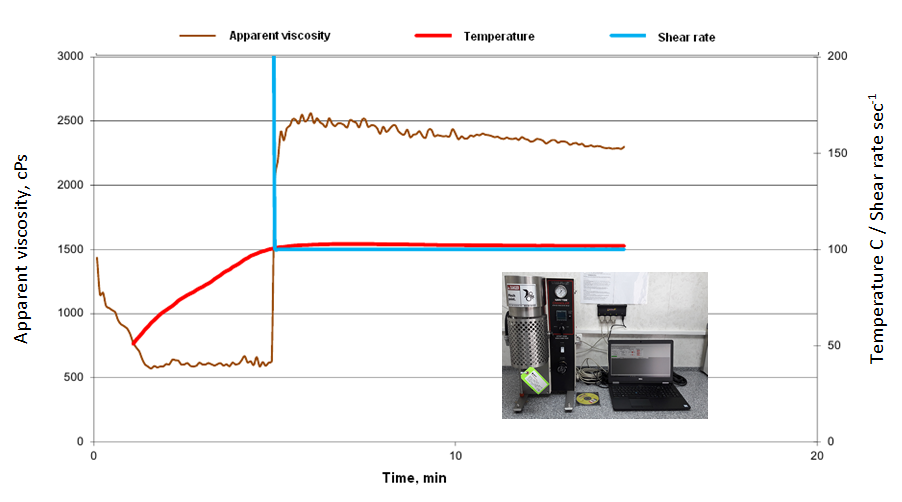 Apparent viscosity
Temperature
Shear rate
3000
2500
2000
1500
1000
500
0
200
150
100
50
0
0
10
20
Time, min
Apparent viscosity, cPs
Temperature C / Shear rate sec-1